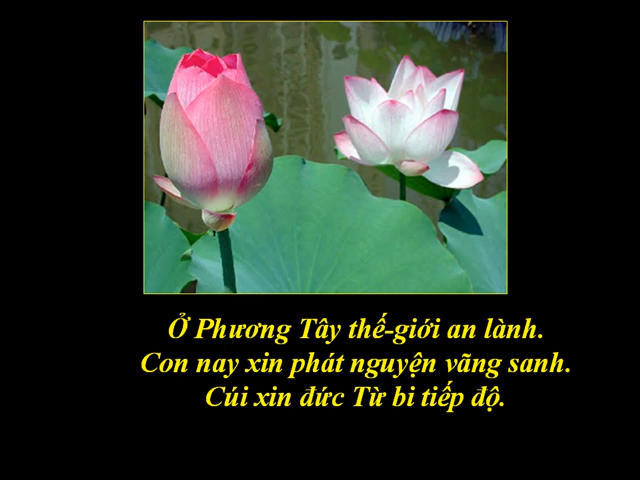 Ở Phương Tây thế-giới an lành.
Con nay xin phát nguyện vãng sanh.
Cúi xin đức Từ bi tiếp độ.